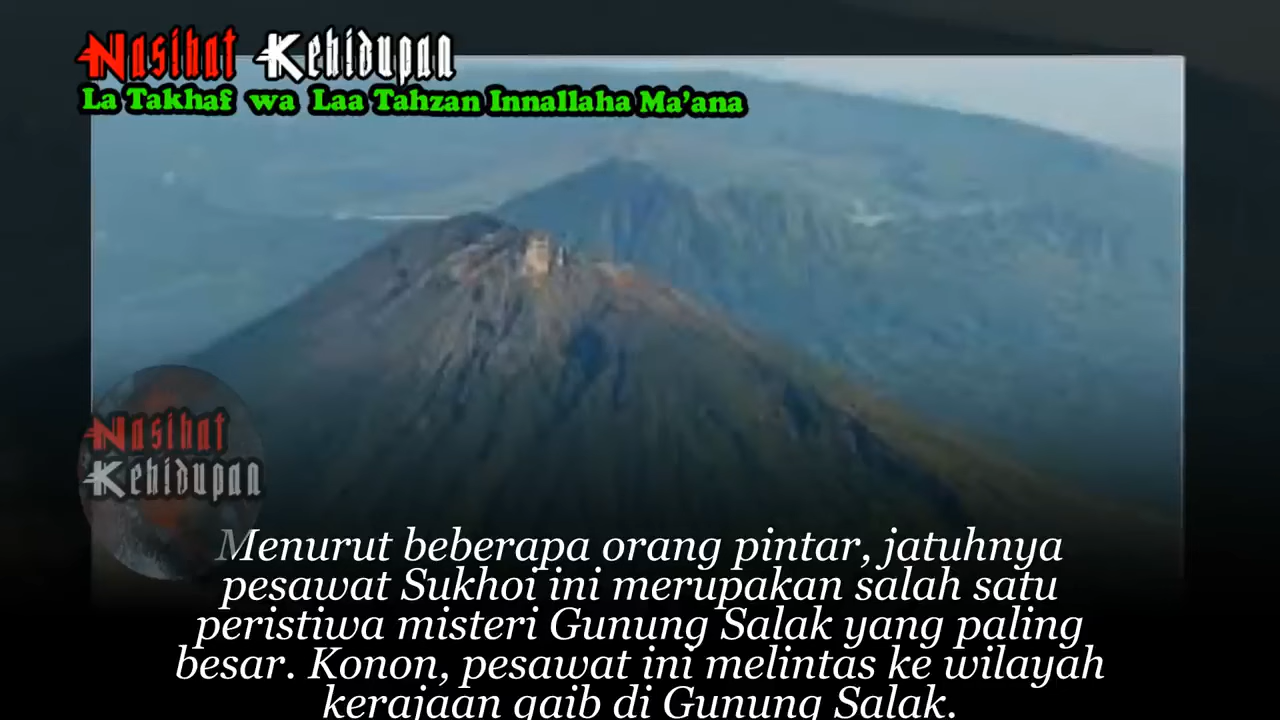 Nasihat Kehidupan
La Takhaf wa Laa Tahzan Innallaha Ma'ana
Nasihat
Kehidupan
Menurut beberapa orang pintar, jatuhnya
pesawat Sukhoi ini merupakan salah satu
peristiwa misteri Gunung Salak yang paling
besar. Konon, pesawat ini melintas ke wilayah
kerajaan gaib di Gunung Salak.